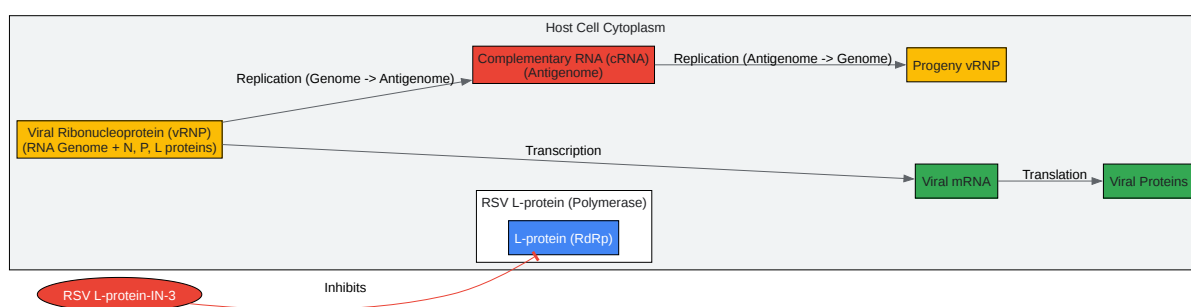 Host Cell Cytoplasm
Complementary RNA (cRNA)
(Antigenome)
Replication (Antigenome -> Genome)
Progeny vRNP
Replication (Genome -> Antigenome)
Viral Ribonucleoprotein (vRNP)
(RNA Genome + N, P, L proteins)
Transcription
Viral mRNA
Translation
Viral Proteins
RSV L-protein (Polymerase)
L-protein (RdRp)
Inhibits
RSV L-protein-IN-3